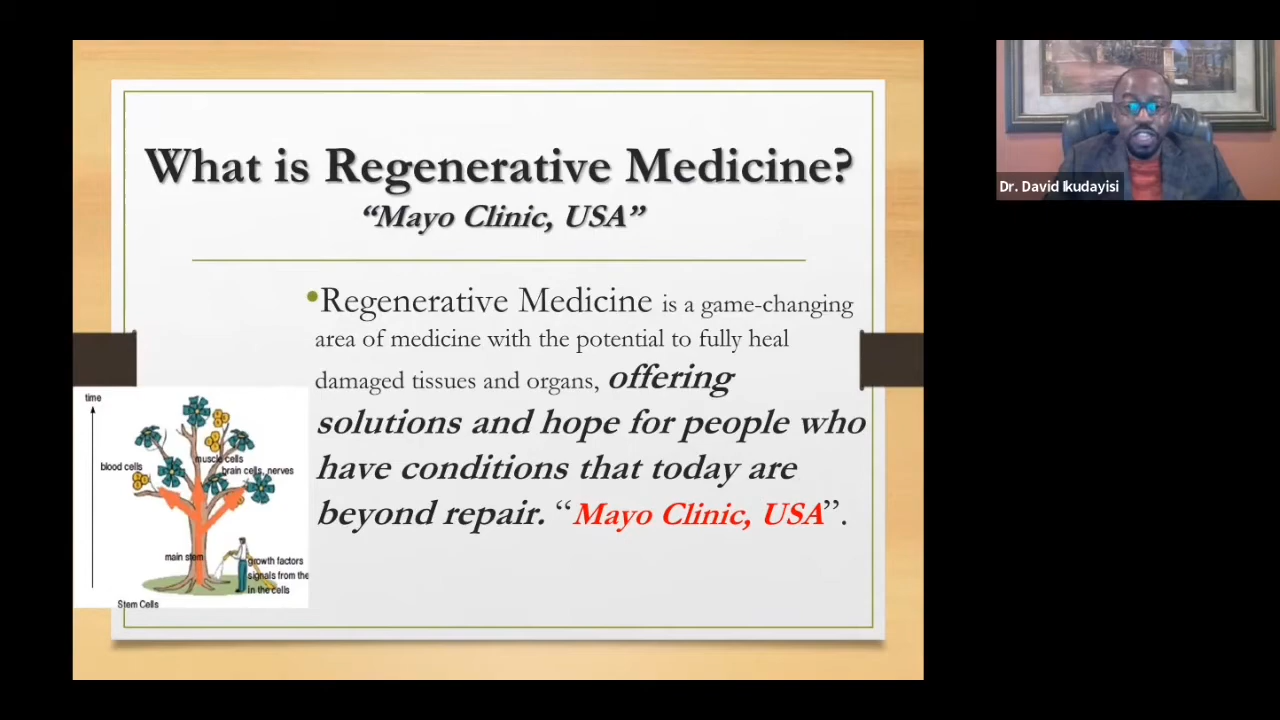 What is Regenerative Medicine?
“Mayo Clinic, USA”
•Regenerative Medicine is a game-changing
area of medicine with the potential to fully heal
damaged tissues and organs, offering
solutions and hope for people who
have conditions that today are
beyond repair. “Mayo Clinic, USA”.
time
muscle cells
blood cells
brain cells, nerves
main stem
growth factors
signals from the
in the cells
Stem Cells
Dr. David Ikudayisi